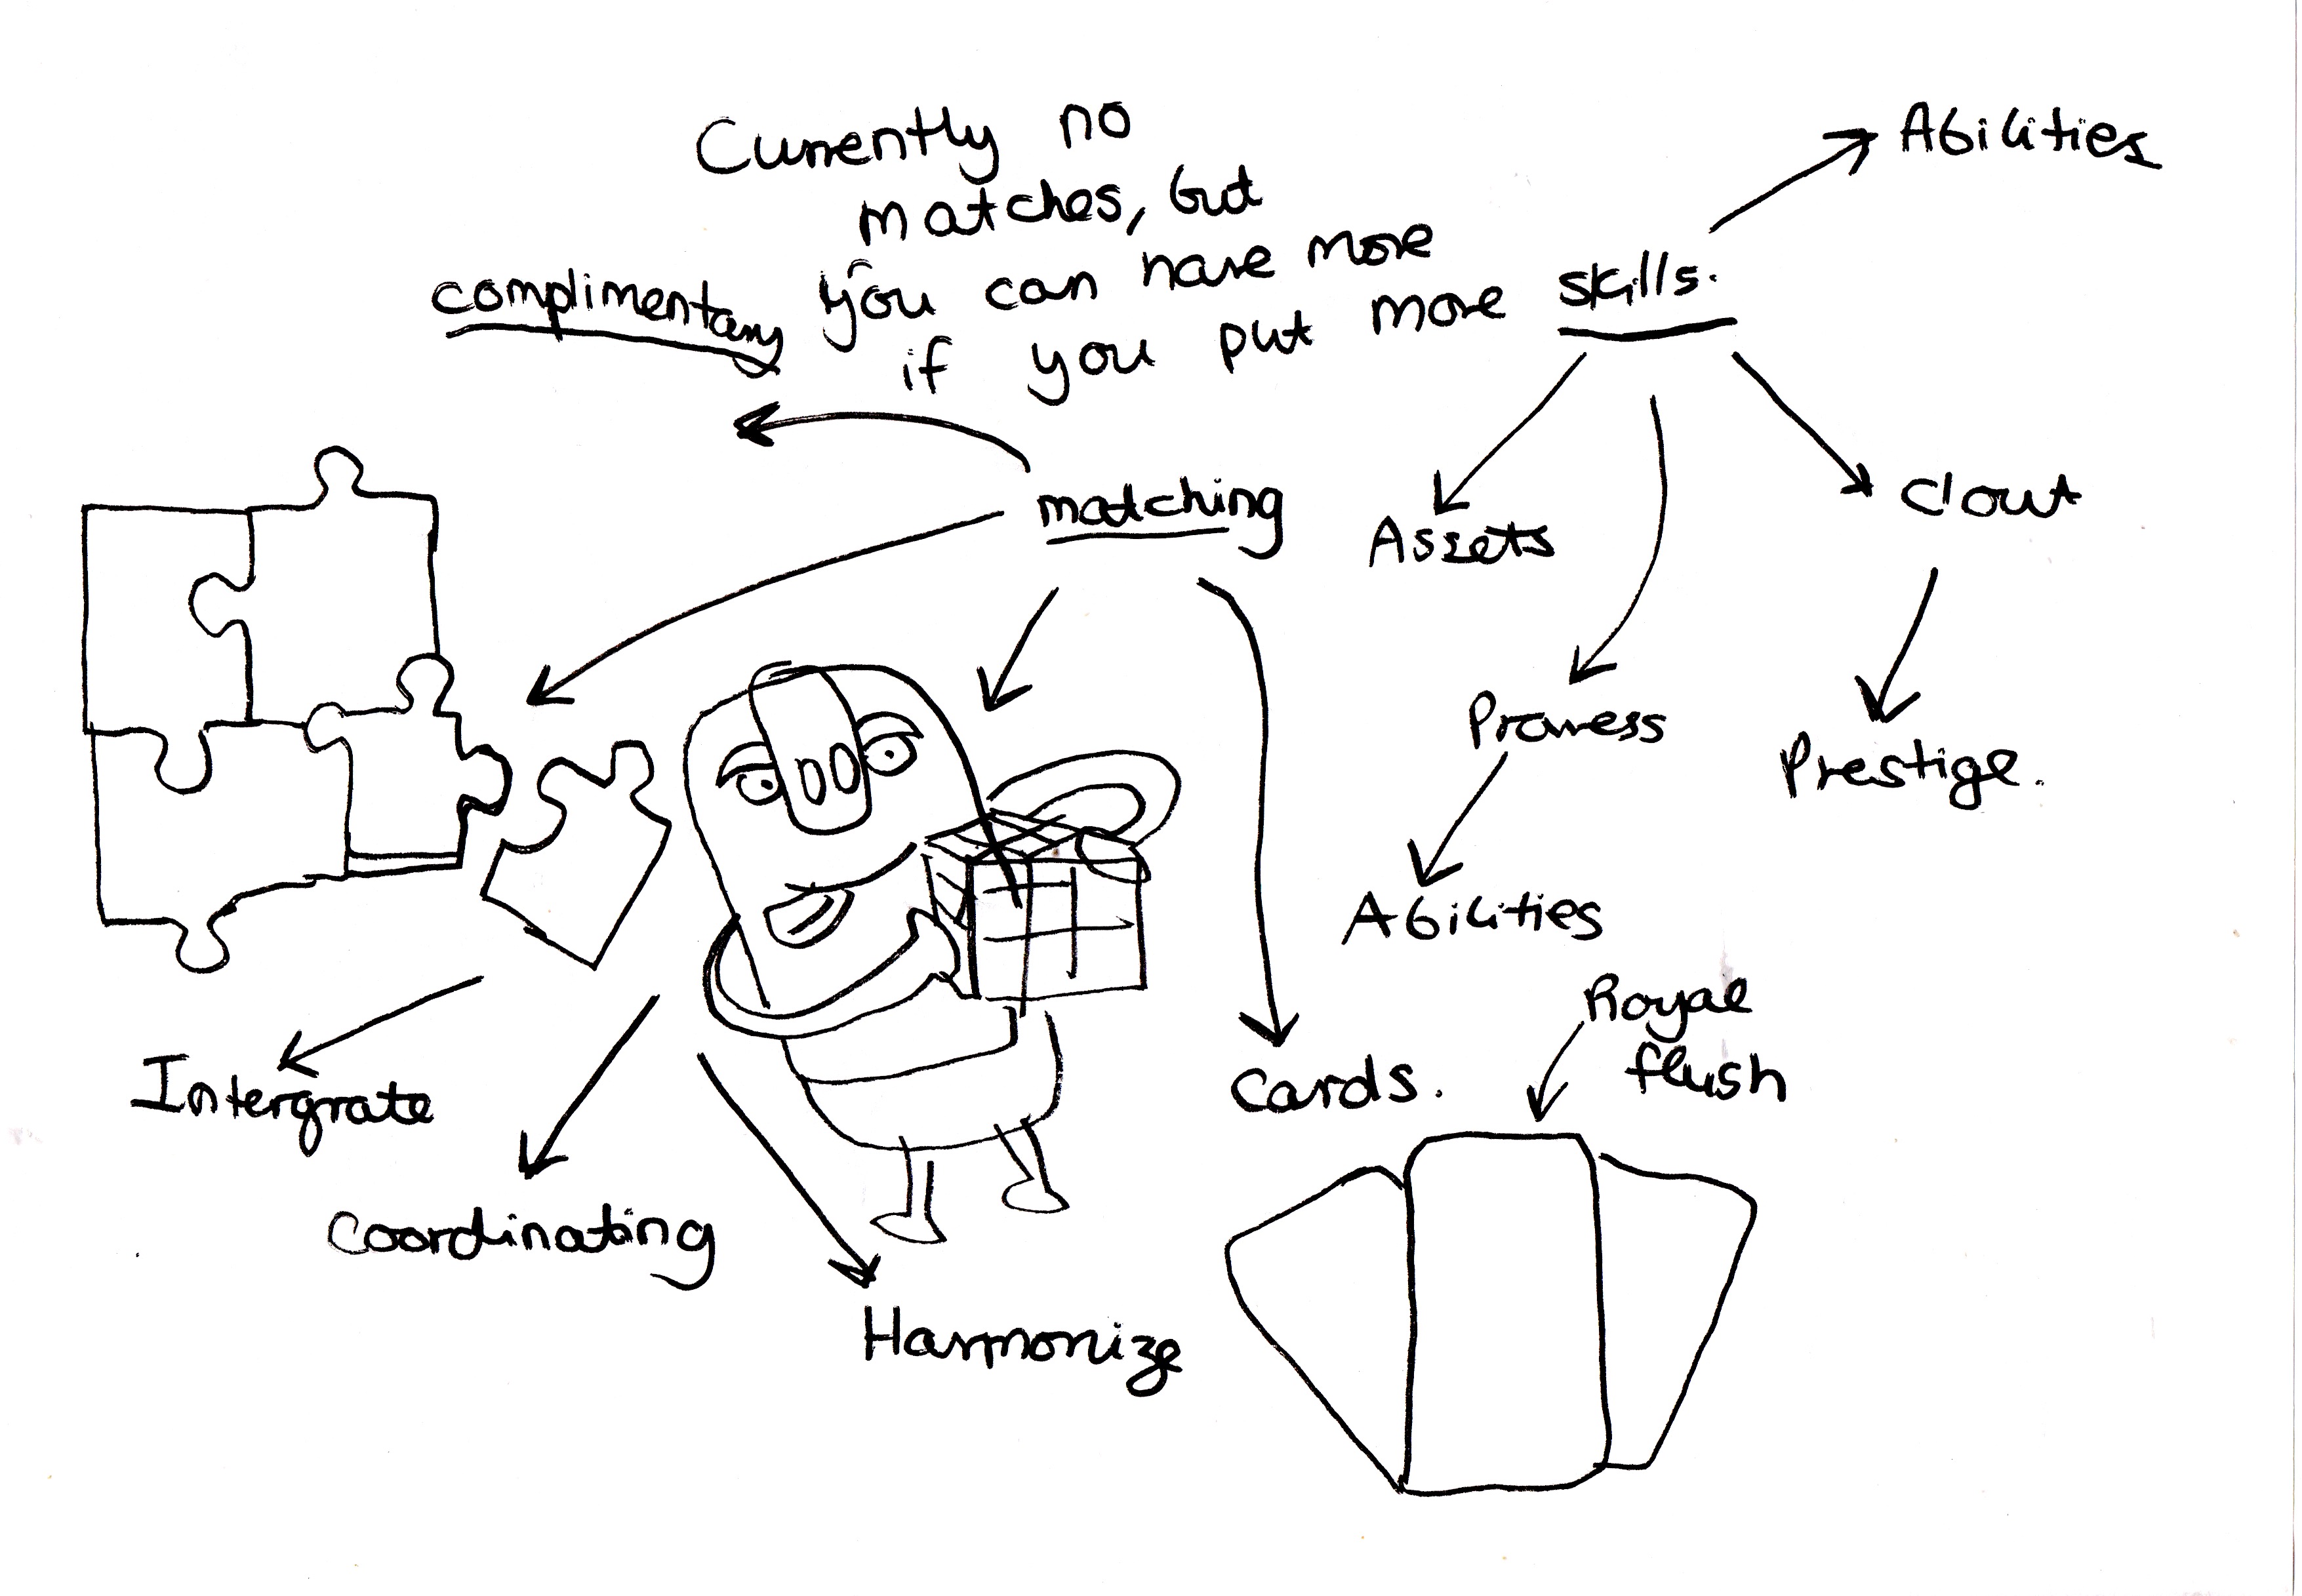 Currently no
matches, but
you can have more
if you put more skills.
complimentary
Abilities
matching
Assets
clout
Prowess
Prestige.
Abilities
Royal
flush
cards.
Intergrate
Coordinating
Harmonize